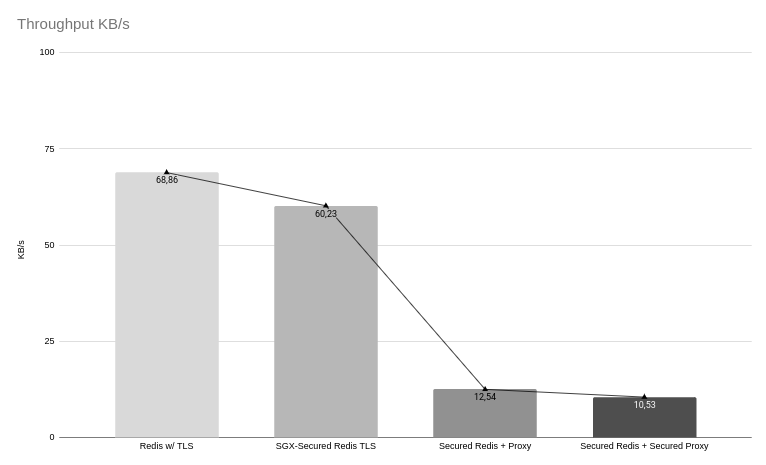 Throughput KB/s
100
75
50
25
0
KB/s
68,86
60,23
12,54
10,53
Redis w/ TLS
SGX-Secured Redis TLS
Secured Redis + Proxy
Secured Redis + Secured Proxy